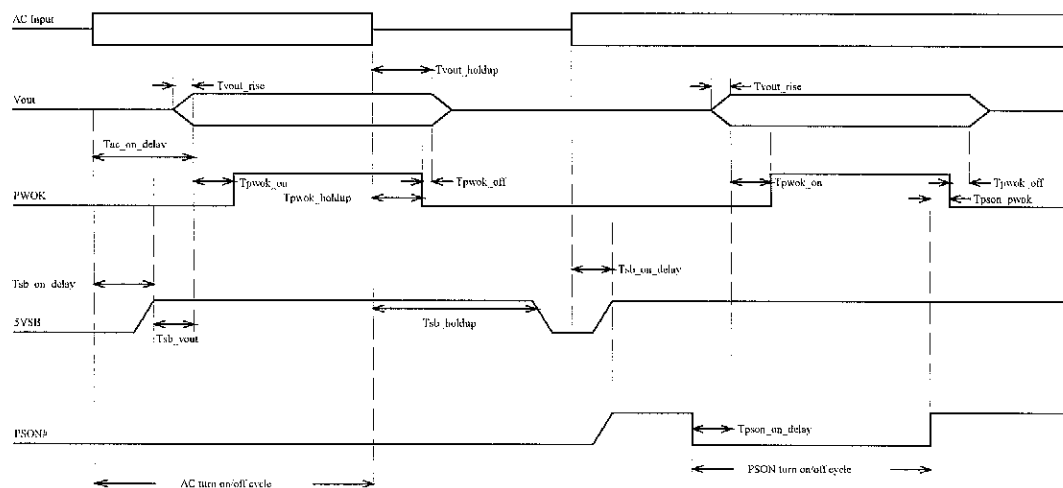 AC Input
Tvout_holdup
Tvout_rise
Tvout_rise
Vout
Tac_on_delay
Tpwok_on
Tpwok_off
Tpwok_on
Tpwok_off
Tpwok_holdup
Tpson_pwok
PWOK
Tsb_on_delay
Tsb_on_delay
5VSB
Tsb_vout
Tsb_holdup
PSON#
Tpson_on_delay
AC turn on/off cycle
PSON turn on/off cycle